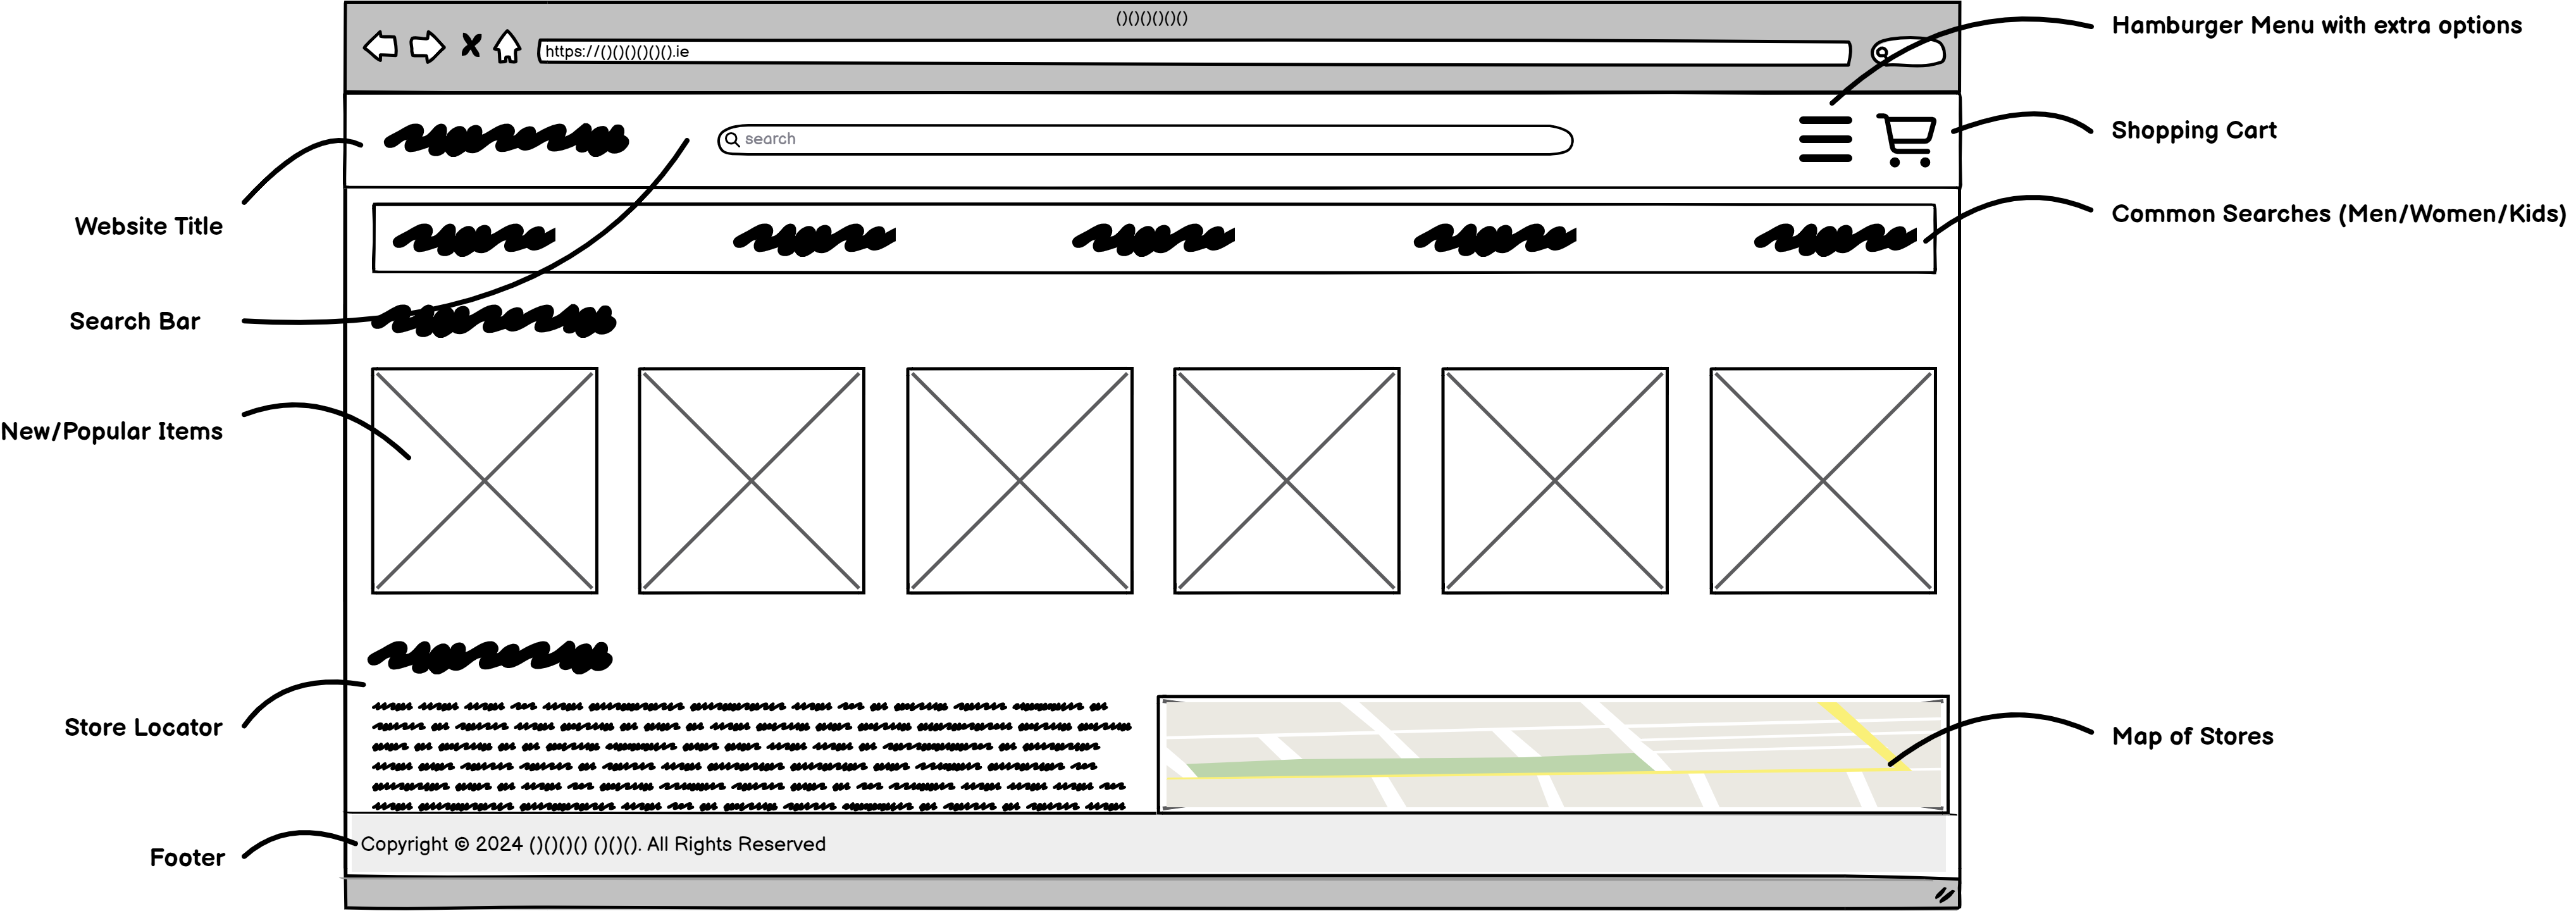 ()()()()()()
https://()()()()()().ie
Hamburger Menu with extra options
search
Shopping Cart
Website Title
Common Searches (Men/Women/Kids)
Search Bar
New/Popular Items
Store Locator
Map of Stores
Footer
Copyright © 2024 ()()()() ()()(). All Rights Reserved